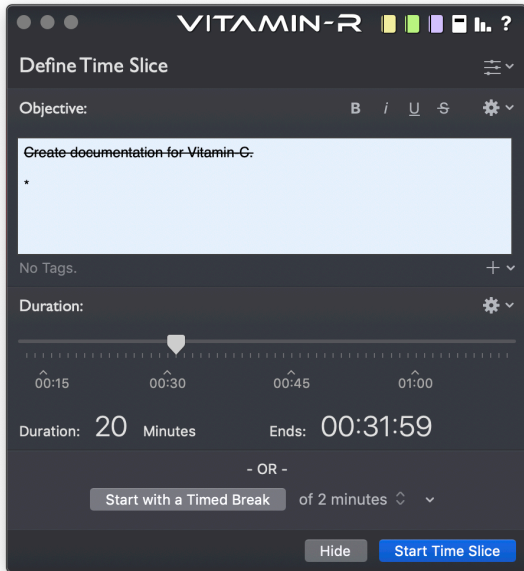 VITAMIN-R ?
Define Time Slice
Objective: B i U S
Create documentation for Vitamin-C.
*
No Tags.
Duration:
00:15 00:30 00:45 01:00
Duration: 20 Minutes Ends: 00:31:59
- OR -
Start with a Timed Break of 2 minutes
Hide Start Time Slice